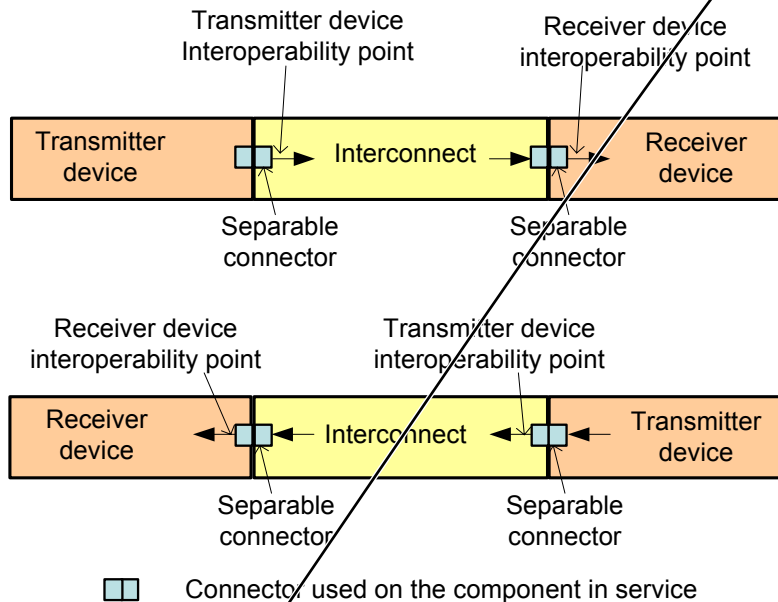 Transmitter device
Interoperability point
Receiver device
interoperability point
Transmitter
device
Interconnect
Receiver
device
Separable
connector
Separable
connector
Receiver device
interoperability point
Transmitter device
interoperability point
Receiver
device
Interconnect
Transmitter
device
Separable
connector
Separable
connector
Connector used on the component in service